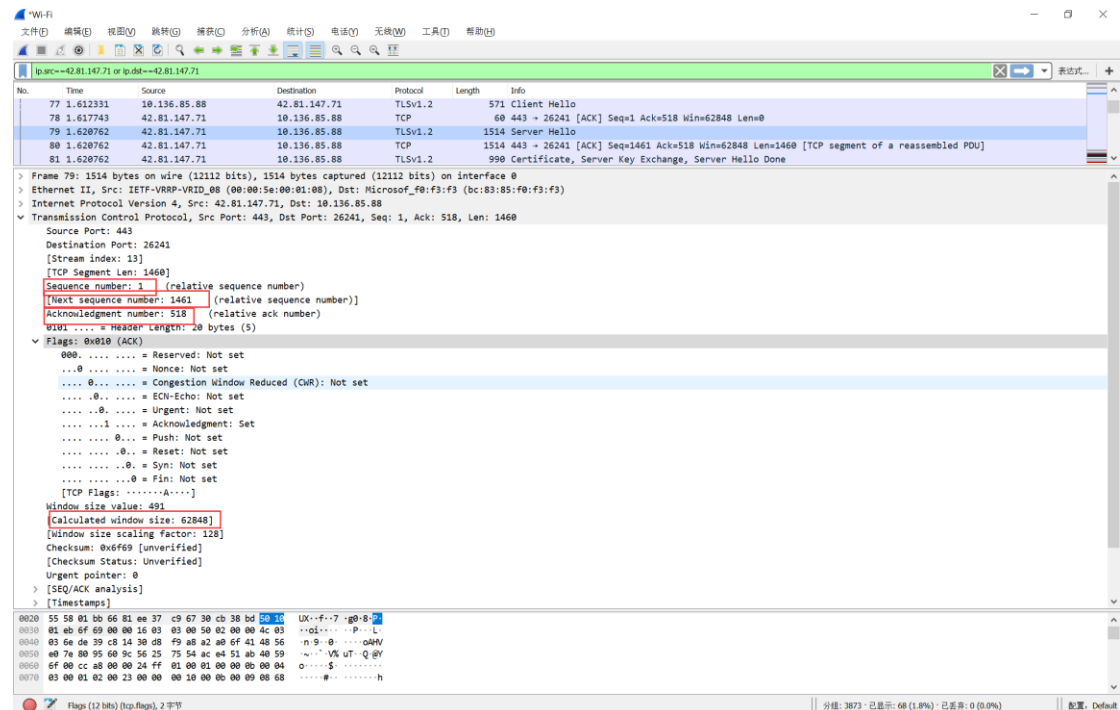 *Wi-Fi
文件(F) 编辑(E) 视图(V) 跳转(G) 捕获(C) 分析(A) 统计(S) 电话(Y) 无线(W) 工具(T) 帮助(H)
ip.src==42.81.147.71 or ip.dst==42.81.147.71 表达式… +
No. Time Source Destination Protocol Length Info
77 1.612331 10.136.85.88 42.81.147.71 TLSv1.2 571 Client Hello
78 1.617743 42.81.147.71 10.136.85.88 TCP 60 443 → 26241 [ACK] Seq=1 Ack=518 Win=62848 Len=0
79 1.620762 42.81.147.71 10.136.85.88 TLSv1.2 1514 Server Hello
80 1.620762 42.81.147.71 10.136.85.88 TCP 1514 443 → 26241 [ACK] Seq=1461 Ack=518 Win=62848 Len=1460 [TCP segment of a reassembled PDU]
81 1.620762 42.81.147.71 10.136.85.88 TLSv1.2 990 Certificate, Server Key Exchange, Server Hello Done
Frame 79: 1514 bytes on wire (12112 bits), 1514 bytes captured (12112 bits) on interface 0
Ethernet II, Src: IETF-VRRP-VRID_08 (00:00:5e:00:01:08), Dst: Microsof_f0:f3:f3 (bc:83:85:f0:f3:f3)
Internet Protocol Version 4, Src: 42.81.147.71, Dst: 10.136.85.88
Transmission Control Protocol, Src Port: 443, Dst Port: 26241, Seq: 1, Ack: 518, Len: 1460
Source Port: 443
Destination Port: 26241
[Stream index: 13]
[TCP Segment Len: 1460]
Sequence number: 1 (relative sequence number)
[Next sequence number: 1461 (relative sequence number)]
Acknowledgment number: 518 (relative ack number)
0101 .... = Header Length: 20 bytes (5)
Flags: 0x010 (ACK)
000. .... .... = Reserved: Not set
...0 .... .... = Nonce: Not set
.... 0... .... = Congestion Window Reduced (CWR): Not set
.... .0.. .... = ECN-Echo: Not set
.... ..0. .... = Urgent: Not set
.... ...1 .... = Acknowledgment: Set
.... .... 0... = Push: Not set
.... .... .0.. = Reset: Not set
.... .... ..0. = Syn: Not set
.... .... ...0 = Fin: Not set
[TCP Flags: ·······A····]
Window size value: 491
[Calculated window size: 62848]
[Window size scaling factor: 128]
Checksum: 0x6f69 [unverified]
[Checksum Status: Unverified]
Urgent pointer: 0
[SEQ/ACK analysis]
[Timestamps]
0020 55 58 01 bb 66 81 ee 37 c9 67 30 cb 38 bd 50 10 UX··f··7 ·g0·8·P·
0030 01 eb 6f 69 00 00 16 03 03 00 50 02 00 00 4c 03 ··oi···· ··P···L·
0040 03 6e de 39 c8 14 30 d8 f9 a8 a2 a0 6f 41 48 56 ·n·9··0· ····oAHV
0050 e0 7e 80 95 60 9c 56 25 75 54 ac e4 51 ab 40 59 ·~··`·V% uT··Q·@Y
0060 6f 00 cc a8 00 00 24 ff 01 00 01 00 00 0b 00 04 o·····$· ········
0070 03 00 01 02 00 23 00 00 00 10 00 0b 00 09 08 68 ·····#·· ·······h
Flags (12 bits) (tcp.flags), 2 字节 分组: 3873 · 已显示: 68 (1.8%) · 已丢弃: 0 (0.0%) 配置: Default